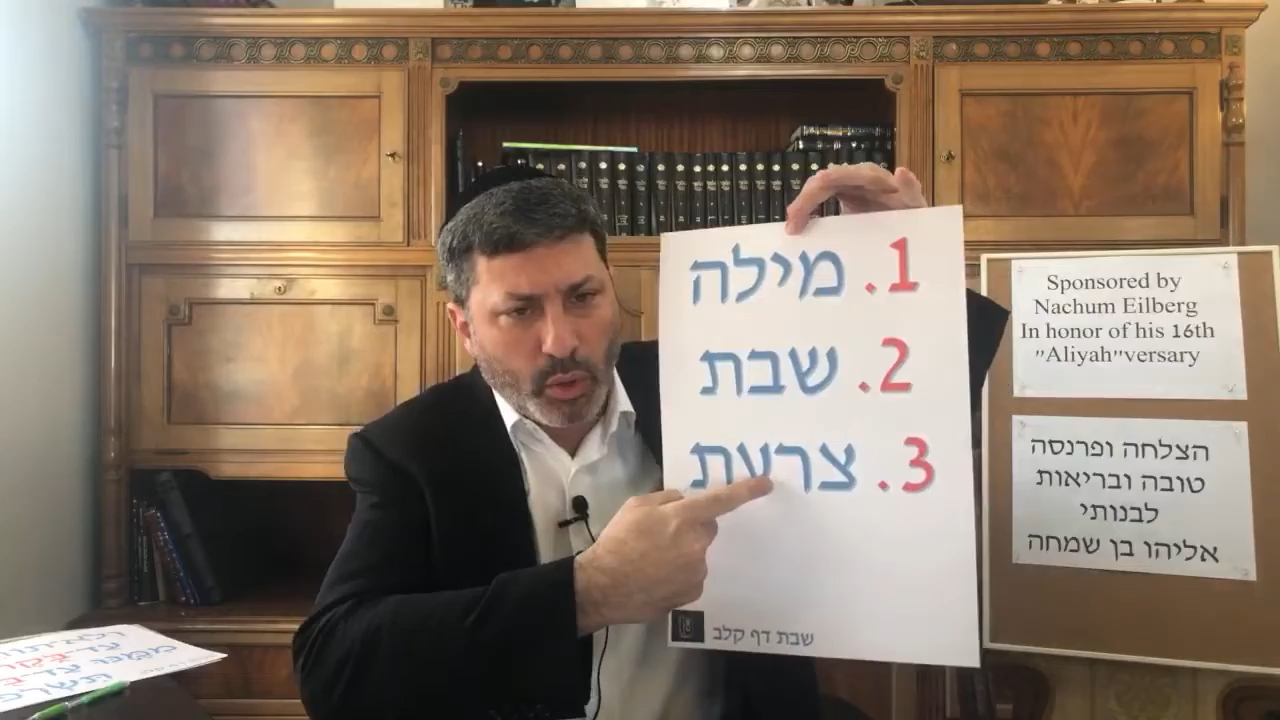 1. מילה
2. שבת
3. צרעת
שבת דף קלב
Sponsored by
Nachum Eilberg
In honor of his 16th
"Aliyah"versary
הצלחה ופרנסה
טובה ובריאות
לבנותי
אליהו בן שמחה